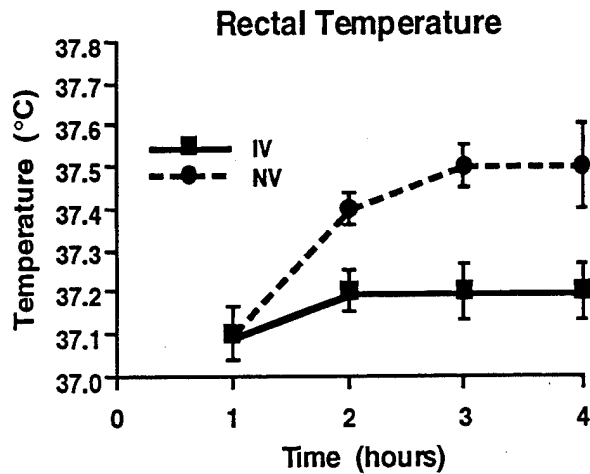 Rectal Temperature
Temperature (°C)
37.8
37.7
37.6
37.5
37.4
37.3
37.2
37.1
37.0
IV
NV
0 1 2 3 4
Time (hours)